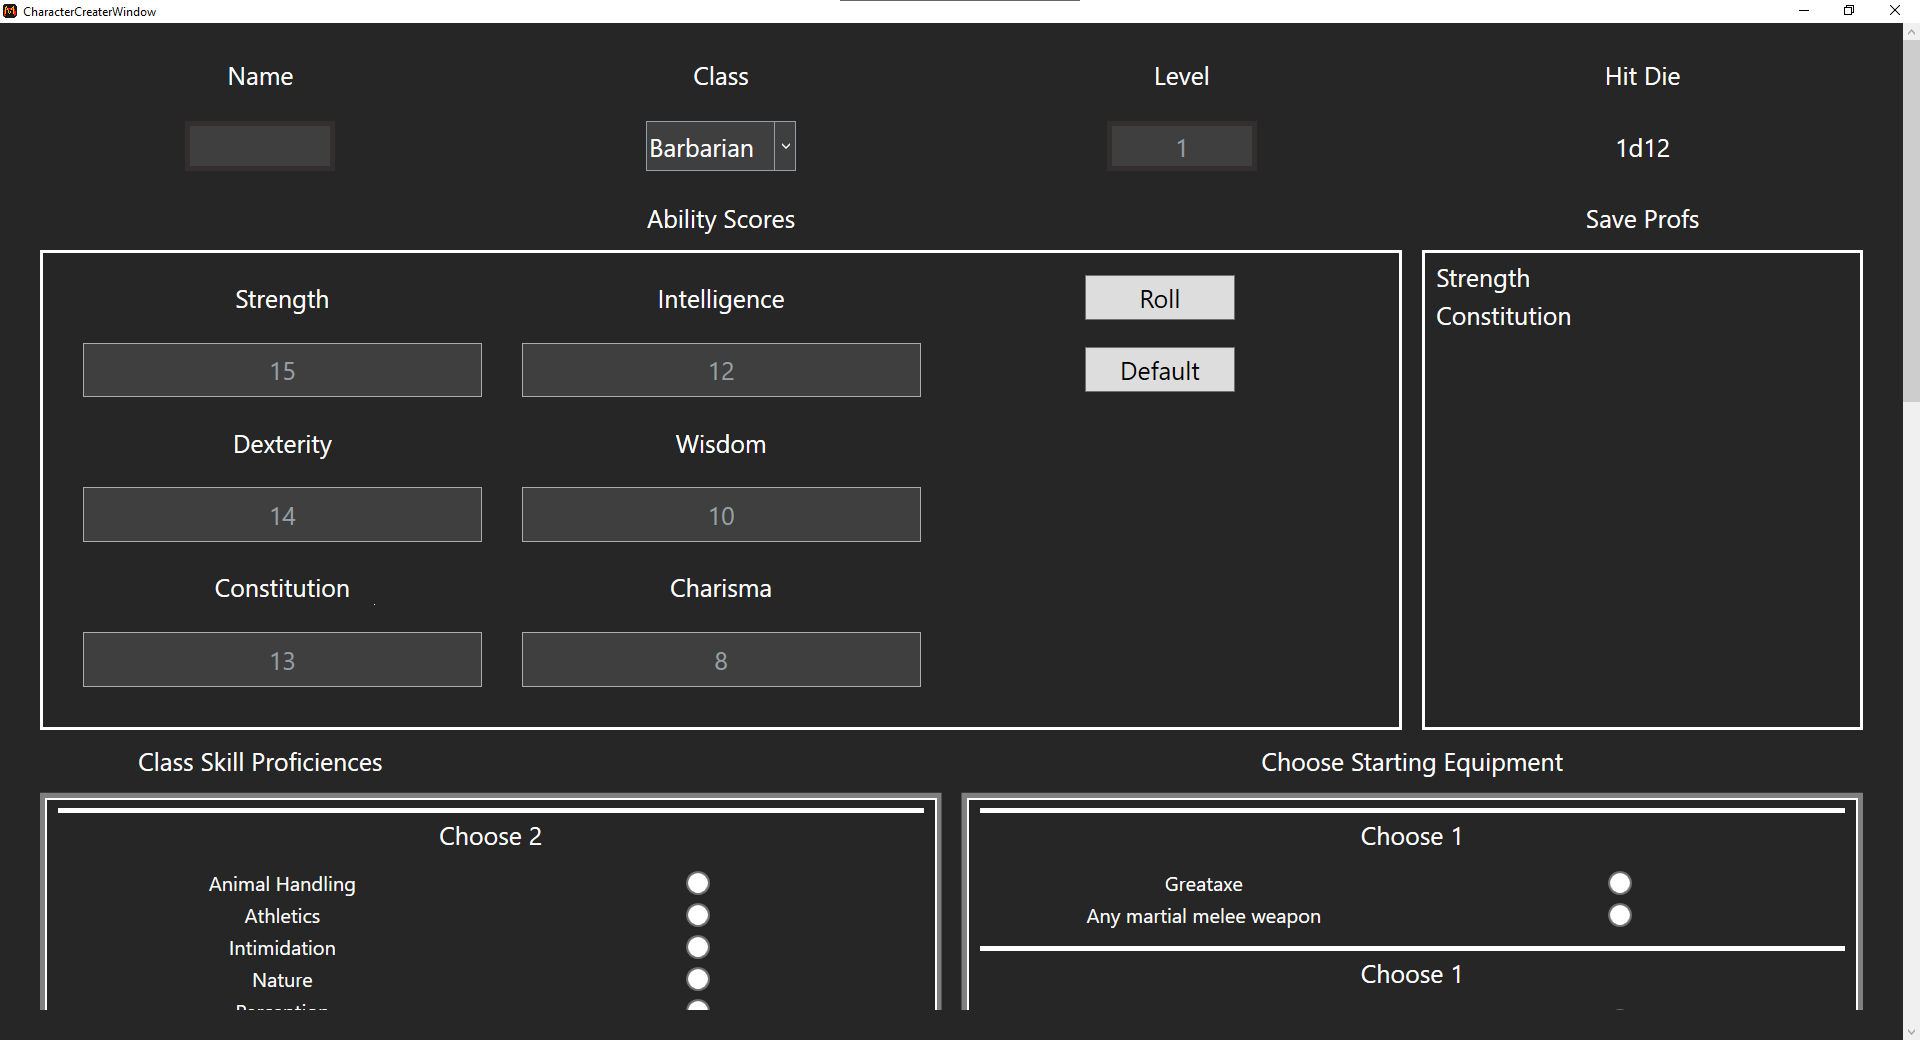 CharacterCreaterWindow
Name
Class
Level
Hit Die
Barbarian
1
1d12
Ability Scores
Save Profs
Strength
Intelligence
Roll
Strength
Constitution
15
12
Default
Dexterity
Wisdom
14
10
Constitution
Charisma
13
8
Class Skill Proficiences
Choose Starting Equipment
Choose 2
Choose 1
Animal Handling
Greataxe
Athletics
Any martial melee weapon
Intimidation
Nature
Choose 1
Perception